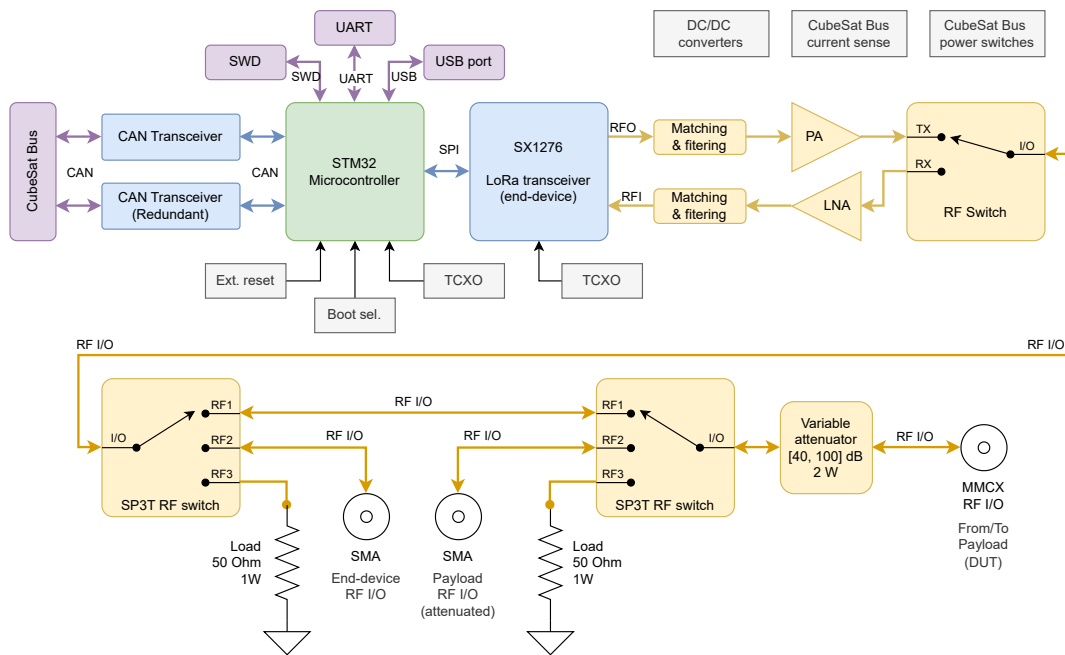 UART
DC/DC
converters
CubeSat Bus
current sense
CubeSat Bus
power switches
SWD
USB port
SWD
UART
USB
CubeSat Bus
CAN Transceiver
CAN
CAN
CAN Transceiver
(Redundant)
STM32
Microcontroller
SPI
SX1276
LoRa transceiver
(end-device)
RFO
RFI
Matching
& fitering
Matching
& fitering
PA
LNA
TX
RX
I/O
RF Switch
Ext. reset
Boot sel.
TCXO
TCXO
RF I/O
RF I/O
RF1
RF2
RF3
I/O
SP3T RF switch
RF I/O
RF I/O
RF I/O
RF1
RF2
RF3
I/O
SP3T RF switch
Variable
attenuator
[40, 100] dB
2 W
RF I/O
MMCX
RF I/O
From/To
Payload
(DUT)
Load
50 Ohm
1W
SMA
End-device
RF I/O
SMA
Payload
RF I/O
(attenuated)
Load
50 Ohm
1W